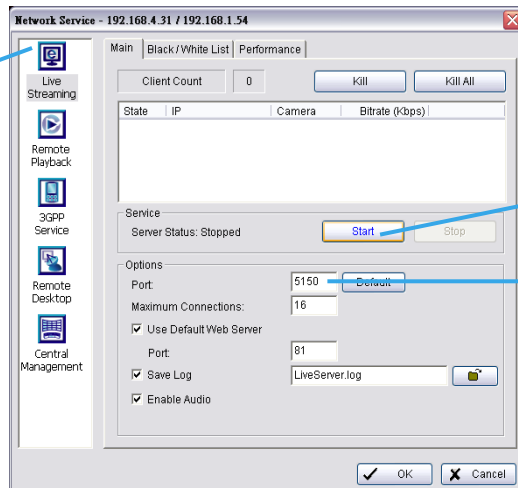 Network Service - 192.168.4.31 / 192.168.1.54
Live
Streaming
Remote
Playback
3GPP
Service
Remote
Desktop
Central
Management
Main
Black/White List
Performance
Client Count
0
Kill
Kill All
State
IP
Camera
Bitrate (Kbps)
Service
Server Status: Stopped
Start
Stop
Options
Port:
5150
Default
Maximum Connections:
16
Use Default Web Server
Port:
81
Save Log
LiveServer.log
Enable Audio
OK
Cancel